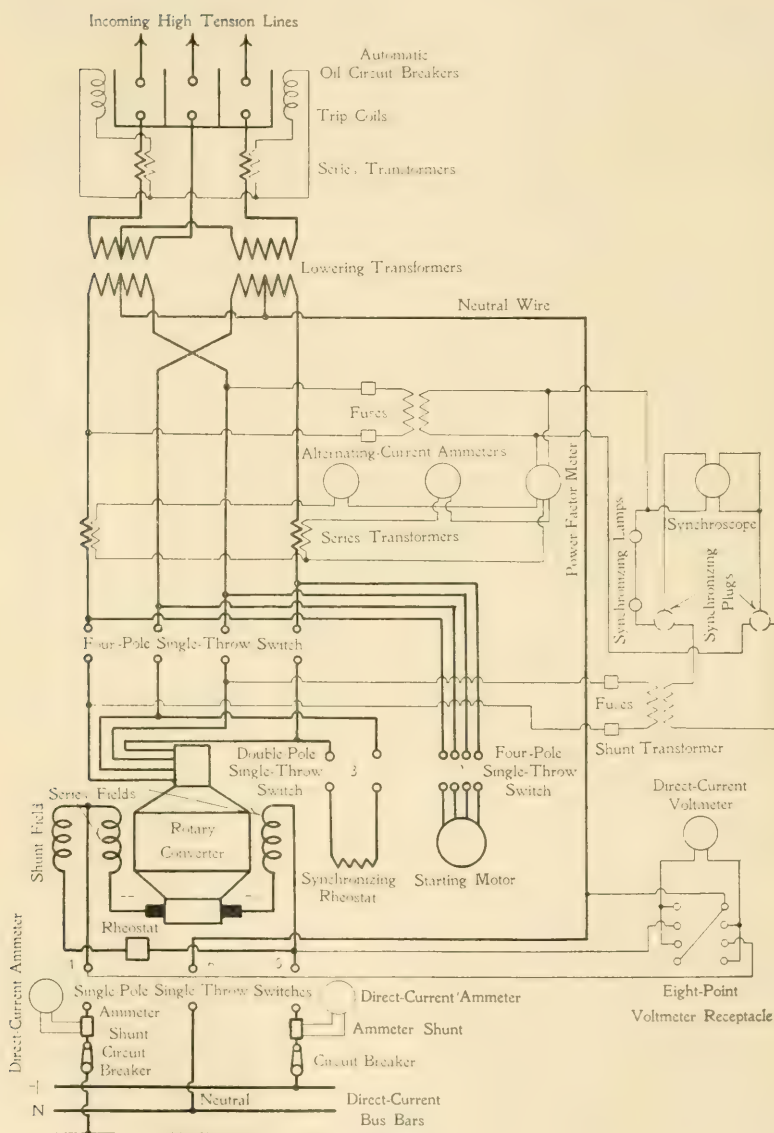 Incoming High Tension Lines
Automatic
Oil Circuit Breakers
Trip Coils
Series Transformers
Lowering Transformers
Neutral Wire
Fuses
Alternating-Current Ammeters
Power Factor Meter
Synchroscope
Synchronizing Lamps
Series Transformers
Synchronizing
Plugs
Four-Pole Single-Throw Switch
Fuses
Shunt Transformer
Double-Pole
Single-Throw
Switch
3
Four-Pole
Single-Throw
Switch
Direct-Current
Voltmeter
Series Fields
Shunt Field
Rotary
Converter
Synchronizing
Rheostat
Starting Motor
Rheostat
Direct-Current Ammeter
Single-Pole Single Throw Switches
Direct-Current Ammeter
Eight-Point
Voltmeter Receptacle
Ammeter
Shunt
Ammeter Shunt
Circuit
Breaker
Circuit Breaker
N
Neutral
Direct-Current
Bus Bars